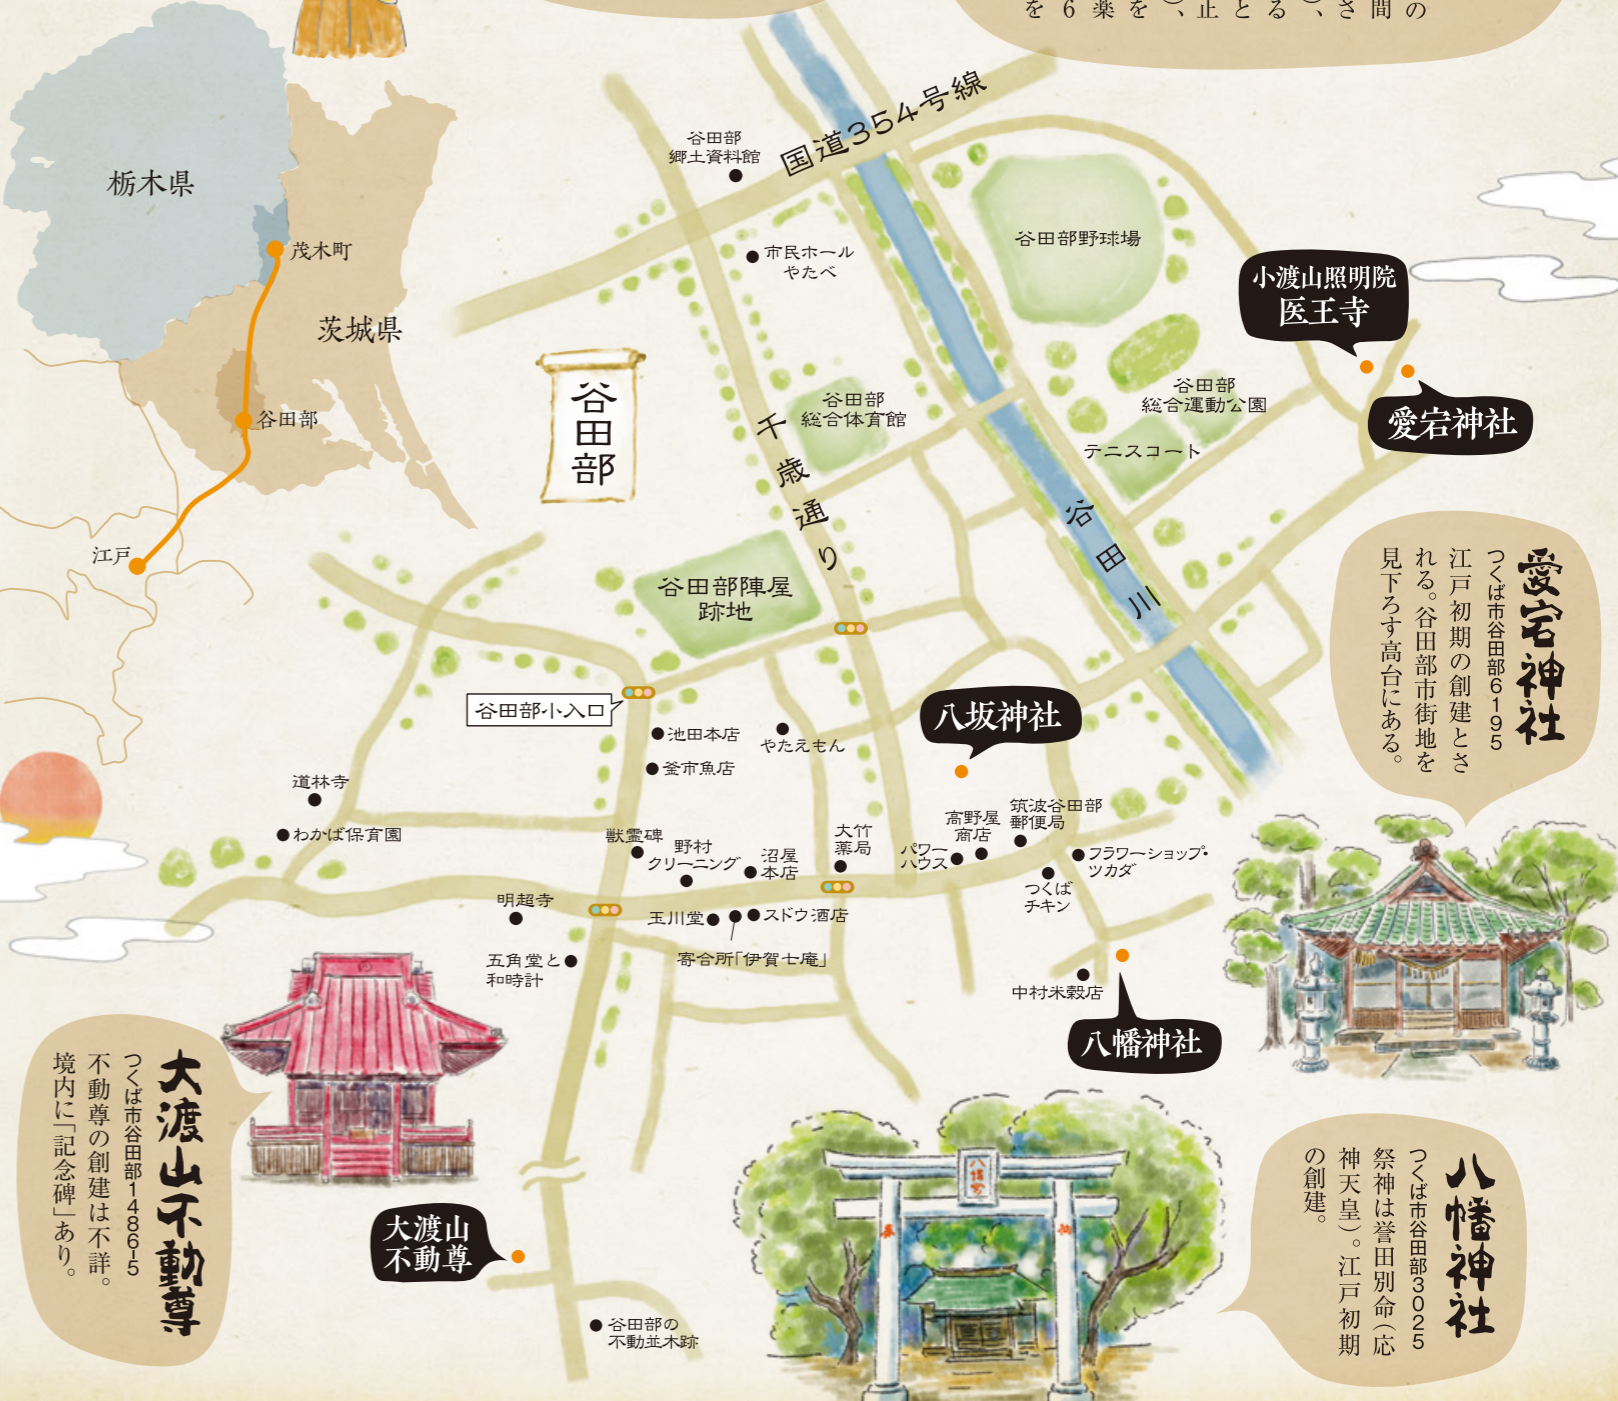 の
間
さ
、
る
と
止
、
を
薬
6
を
栃木県
茂木町
茨城県
谷田部
江戸
谷田部
国道354号線
谷田部
郷土資料館
市民ホール
やたべ
谷田部野球場
小渡山照明院
医王寺
愛宕神社
谷田部
総合体育館
谷田部
総合運動公園
テニスコート
千歳通り
谷田川
谷田部陣屋
跡地
谷田部小入口
池田本店
釜市魚店
やたえもん
八坂神社
道林寺
わかば保育園
獣霊碑
野村
クリーニング
沼屋
本店
大竹
薬局
パワー
ハウス
高野屋
商店
筑波谷田部
郵便局
フラワーショップ・
ツカダ
つくば
チキン
明超寺
玉川堂
スドウ酒店
寄合所「伊賀七庵」
五角堂と
和時計
中村米穀店
八幡神社
大渡山
不動尊
谷田部の
不動並木跡
愛宕神社
つくば市谷田部6195
江戸初期の創建とさ
れる。谷田部市街地を
見下ろす高台にある。
大渡山不動尊
つくば市谷田部1486-5
不動尊の創建は不詳。
境内に「記念碑」あり。
八幡神社
つくば市谷田部3025
祭神は誉田別命（応
神天皇）。江戸初期
の創建。